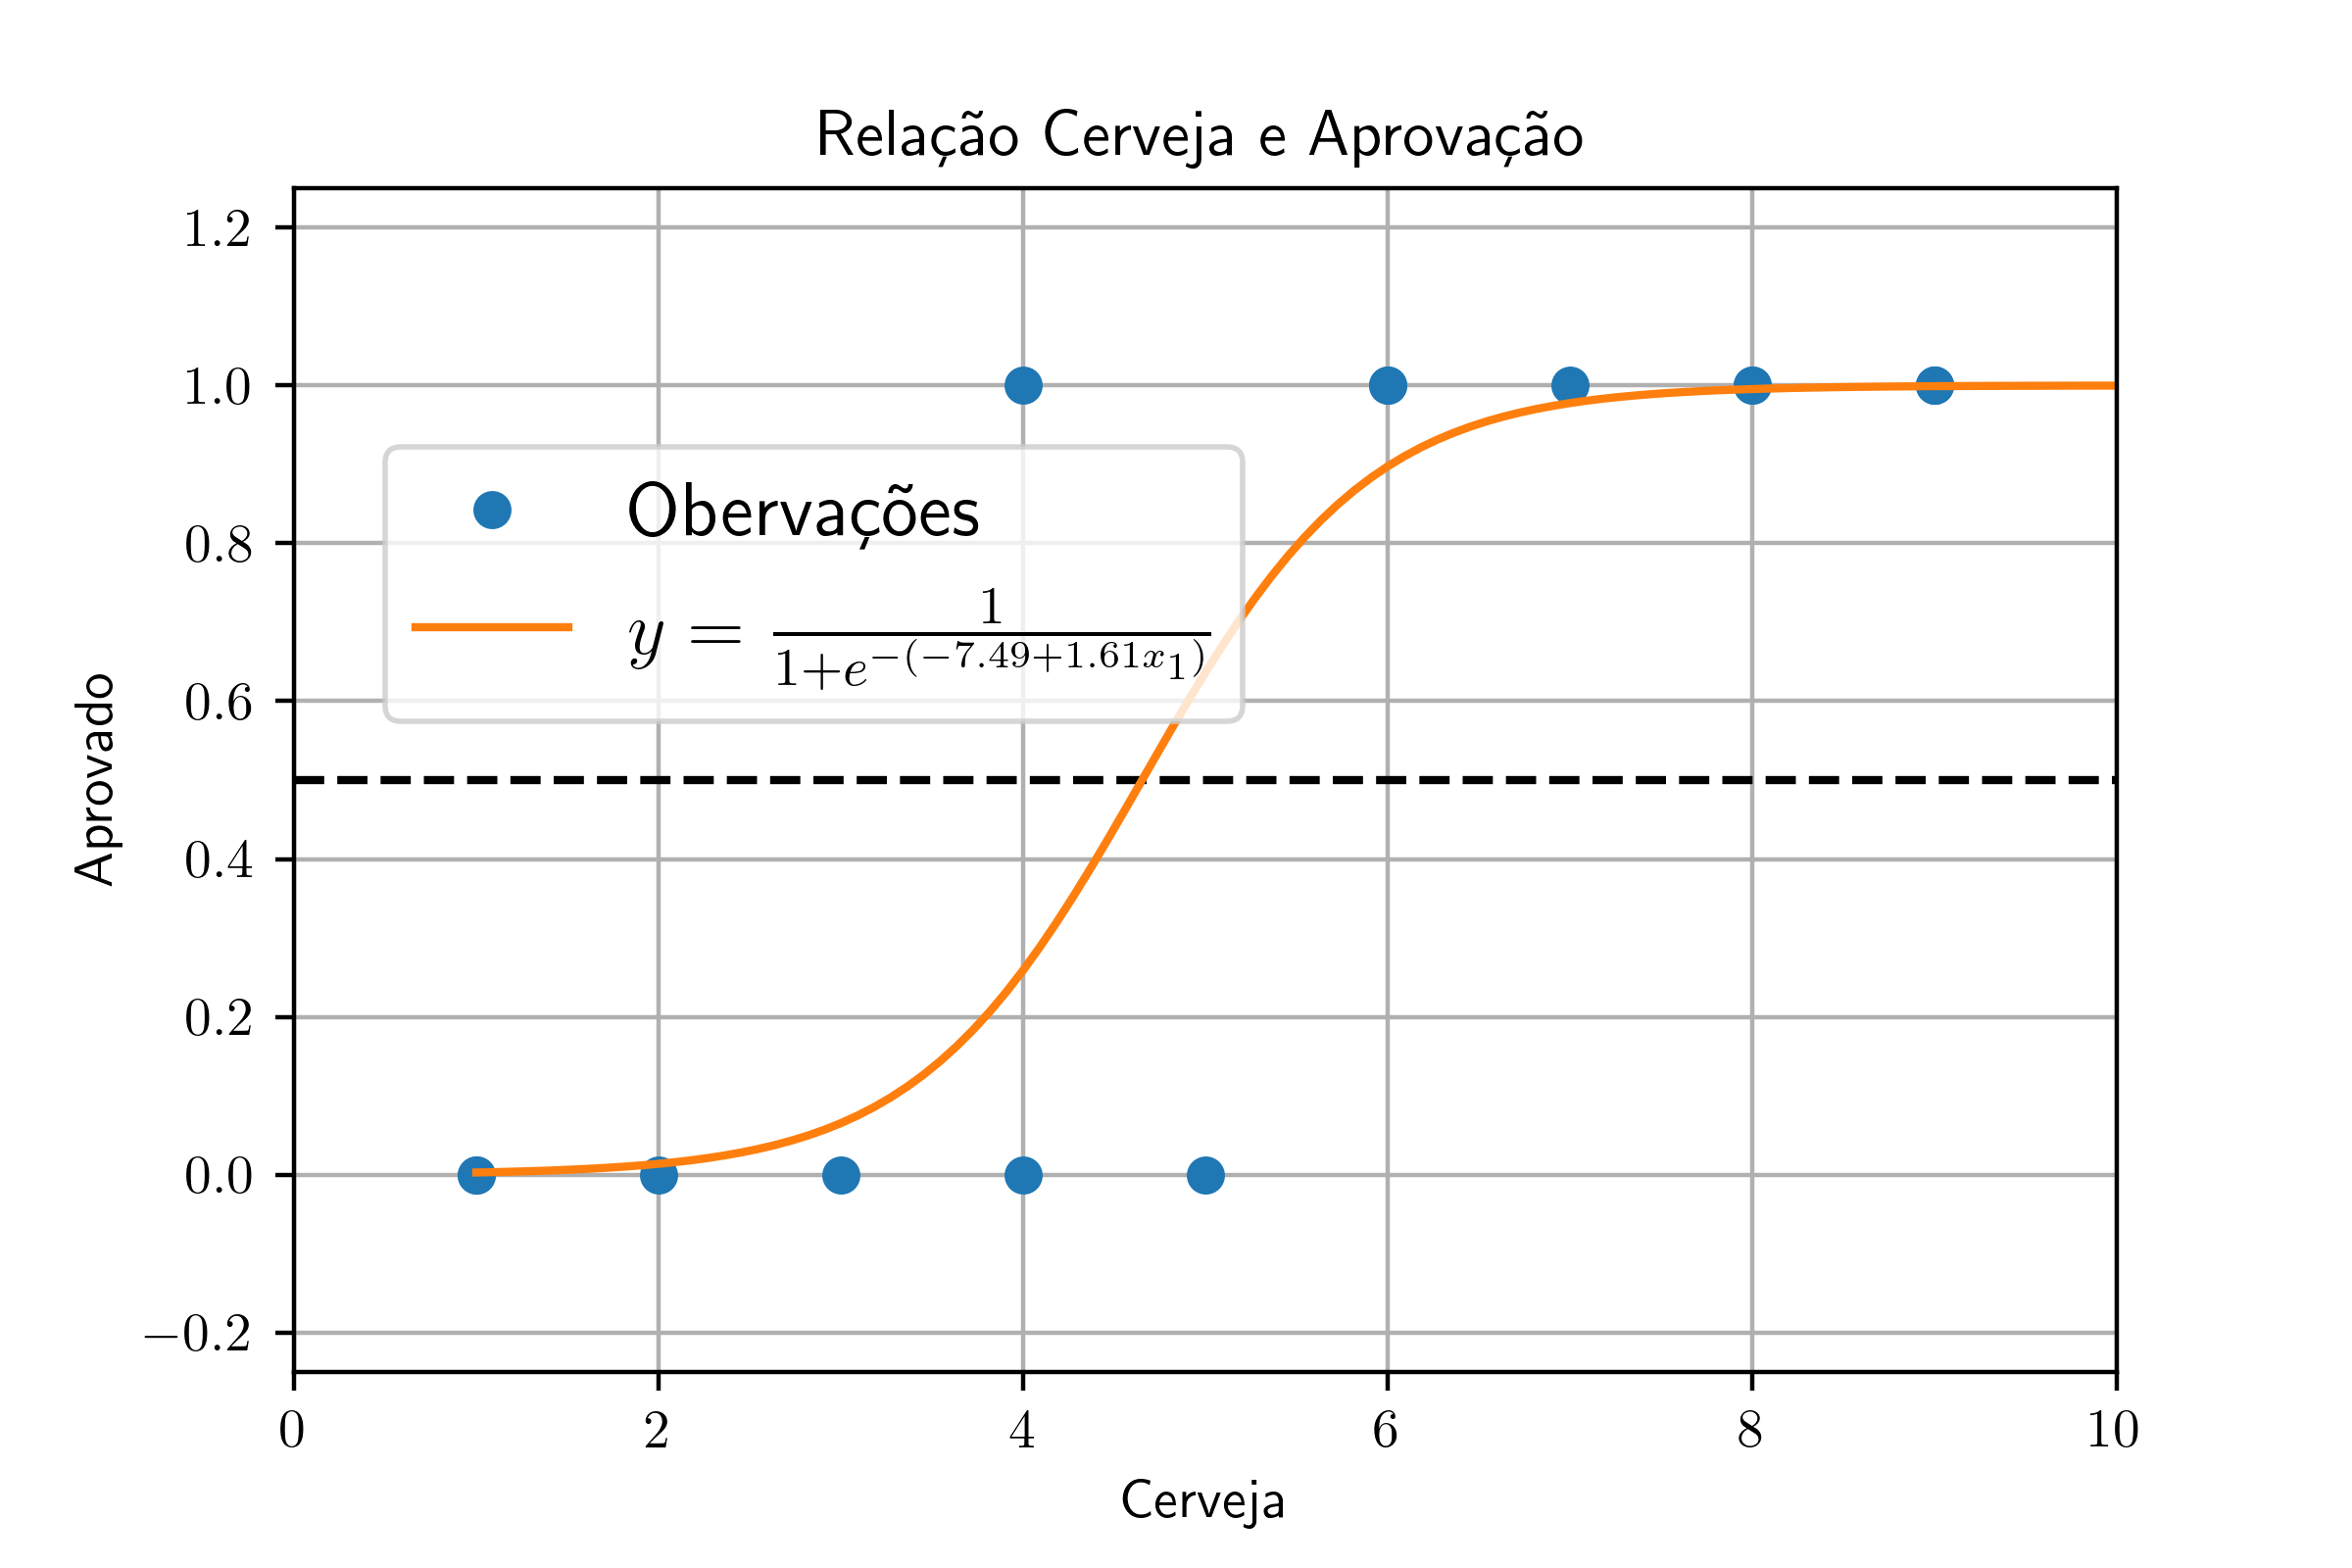 Relação Cerveja e Aprovação
1.2
1.0
0.8
0.6
0.4
0.2
0.0
−0.2
Aprovado
Obervações
y = 1/(1+e^{−(−7.49+1.61x_1)})
0 2 4 6 8 10
Cerveja